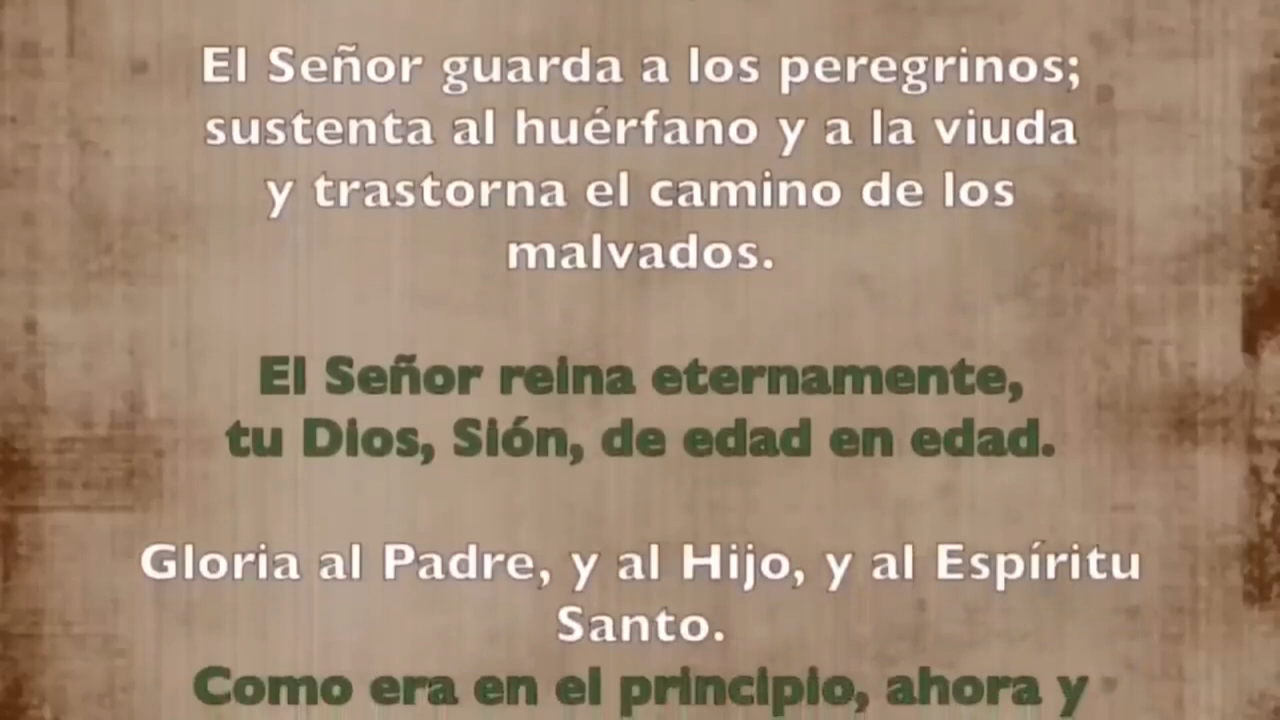 El Señor guarda a los peregrinos;
sustenta al huérfano y a la viuda
y trastorna el camino de los
malvados.
El Señor reina eternamente,
tu Dios, Sión, de edad en edad.
Gloria al Padre, y al Hijo, y al Espíritu
Santo.
Como era en el principio, ahora y